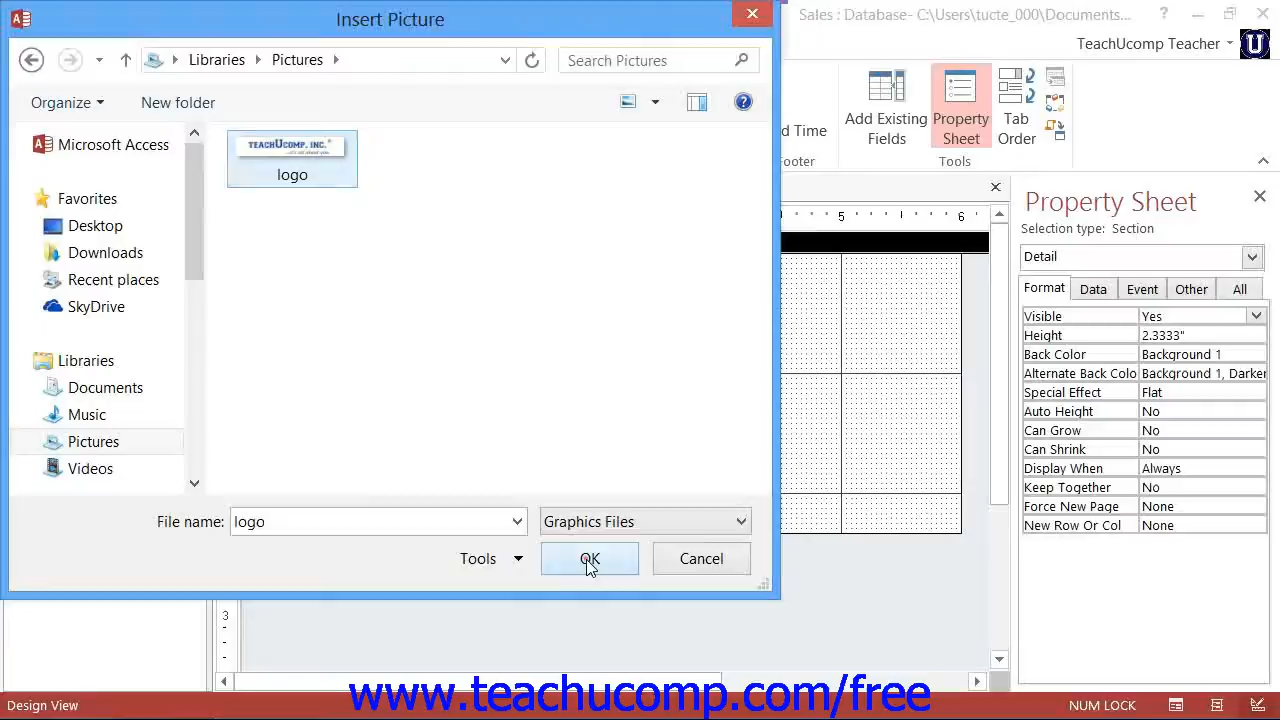 Insert Picture
Sales : Database- C:\Users\tucte_000\Documents...
TeachUcomp Teacher
Libraries
Pictures
Search Pictures
Organize
New folder
Microsoft Access
Favorites
Desktop
Downloads
Recent places
SkyDrive
Libraries
Documents
Music
Pictures
Videos
TEACHUCOMP, INC.®
...it's all about you.
logo
File name:
logo
Graphics Files
Tools
OK
Cancel
d Time
ooter
Add Existing Fields
Property Sheet
Tab Order
Tools
5
6
3
Property Sheet
Selection type: Section
Detail
Format
Data
Event
Other
All
Visible Yes
Height 2.3333"
Back Color Background 1
Alternate Back Colo Background 1, Darker
Special Effect Flat
Auto Height No
Can Grow No
Can Shrink No
Display When Always
Keep Together No
Force New Page None
New Row Or Col None
Design View
NUM LOCK
www.teachucomp.com/free